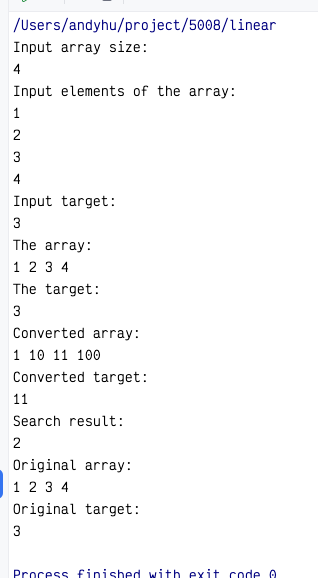 /Users/andyhu/project/5008/linear
Input array size:
4
Input elements of the array:
1
2
3
4
Input target:
3
The array:
1 2 3 4
The target:
3
Converted array:
1 10 11 100
Converted target:
11
Search result:
2
Original array:
1 2 3 4
Original target:
3
Process finished with exit code 0